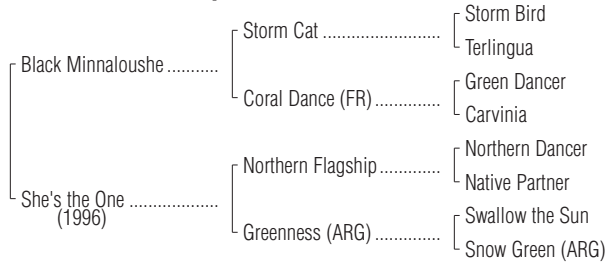 Storm Bird
Storm Cat ........................
Terlingua
Black Minnaloushe ...........
Green Dancer
Coral Dance (FR) .............
Carvinia
Northern Dancer
Northern Flagship .............
Native Partner
She's the One ...................
(1996)
Swallow the Sun
Greenness (ARG) .............
Snow Green (ARG)